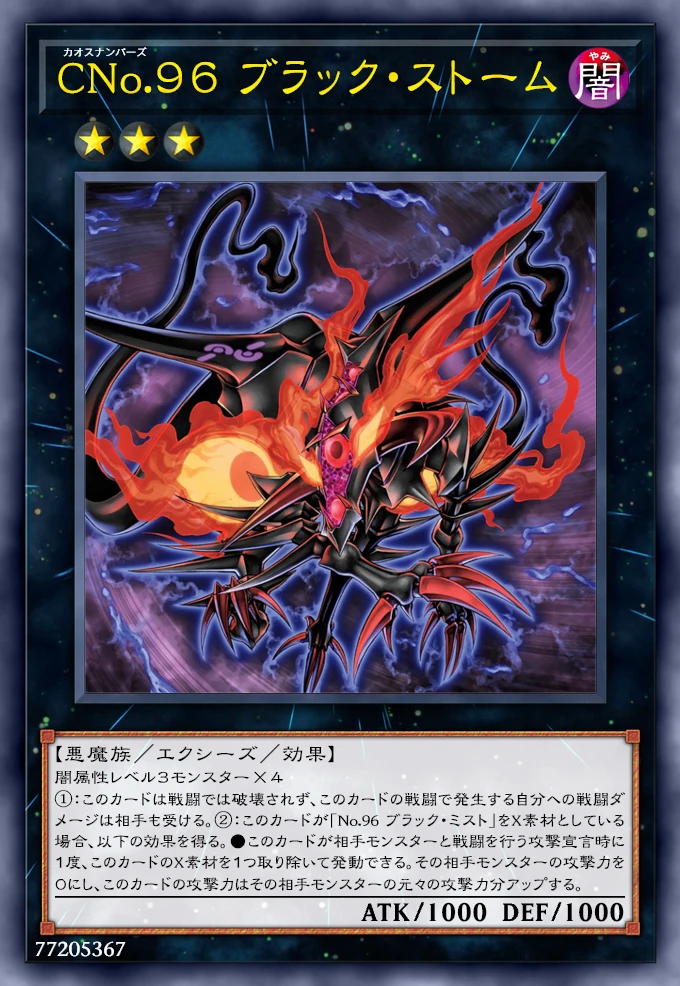 カオスナンバーズ
CNo.96 ブラック・ストーム
やみ
闇
【悪魔族／エクシーズ／効果】
闇属性レベル3モンスター×4
①:このカードは戦闘では破壊されず、このカードの戦闘で発生する自分への戦闘ダ
メージは相手も受ける。②:このカードが「No.96 ブラック・ミスト」をX素材としている
場合、以下の効果を得る。●このカードが相手モンスターと戦闘を行う攻撃宣言時に
1度、このカードのX素材を1つ取り除いて発動できる。その相手モンスターの攻撃力を
0にし、このカードの攻撃力はその相手モンスターの元々の攻撃力分アップする。
ATK/1000 DEF/1000
77205367